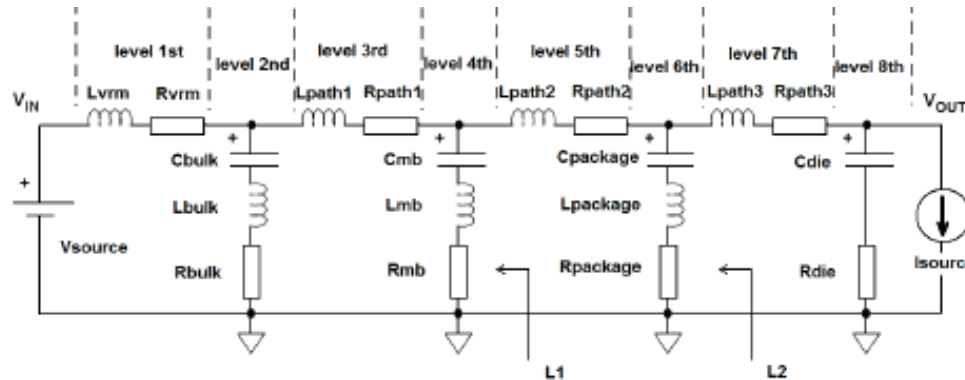 level 1st level 2nd level 3rd level 4th level 5th level 6th level 7th level 8th
VIN Lvrm Rvrm Lpath1 Rpath1 Lpath2 Rpath2 Lpath3 Rpath3 VOUT
+ + + + +
Cbulk Cmb Cpackage Cdie
Lbulk Lmb Lpackage
Vsource Isourc
Rbulk Rmb Rpackage Rdie
L1 L2